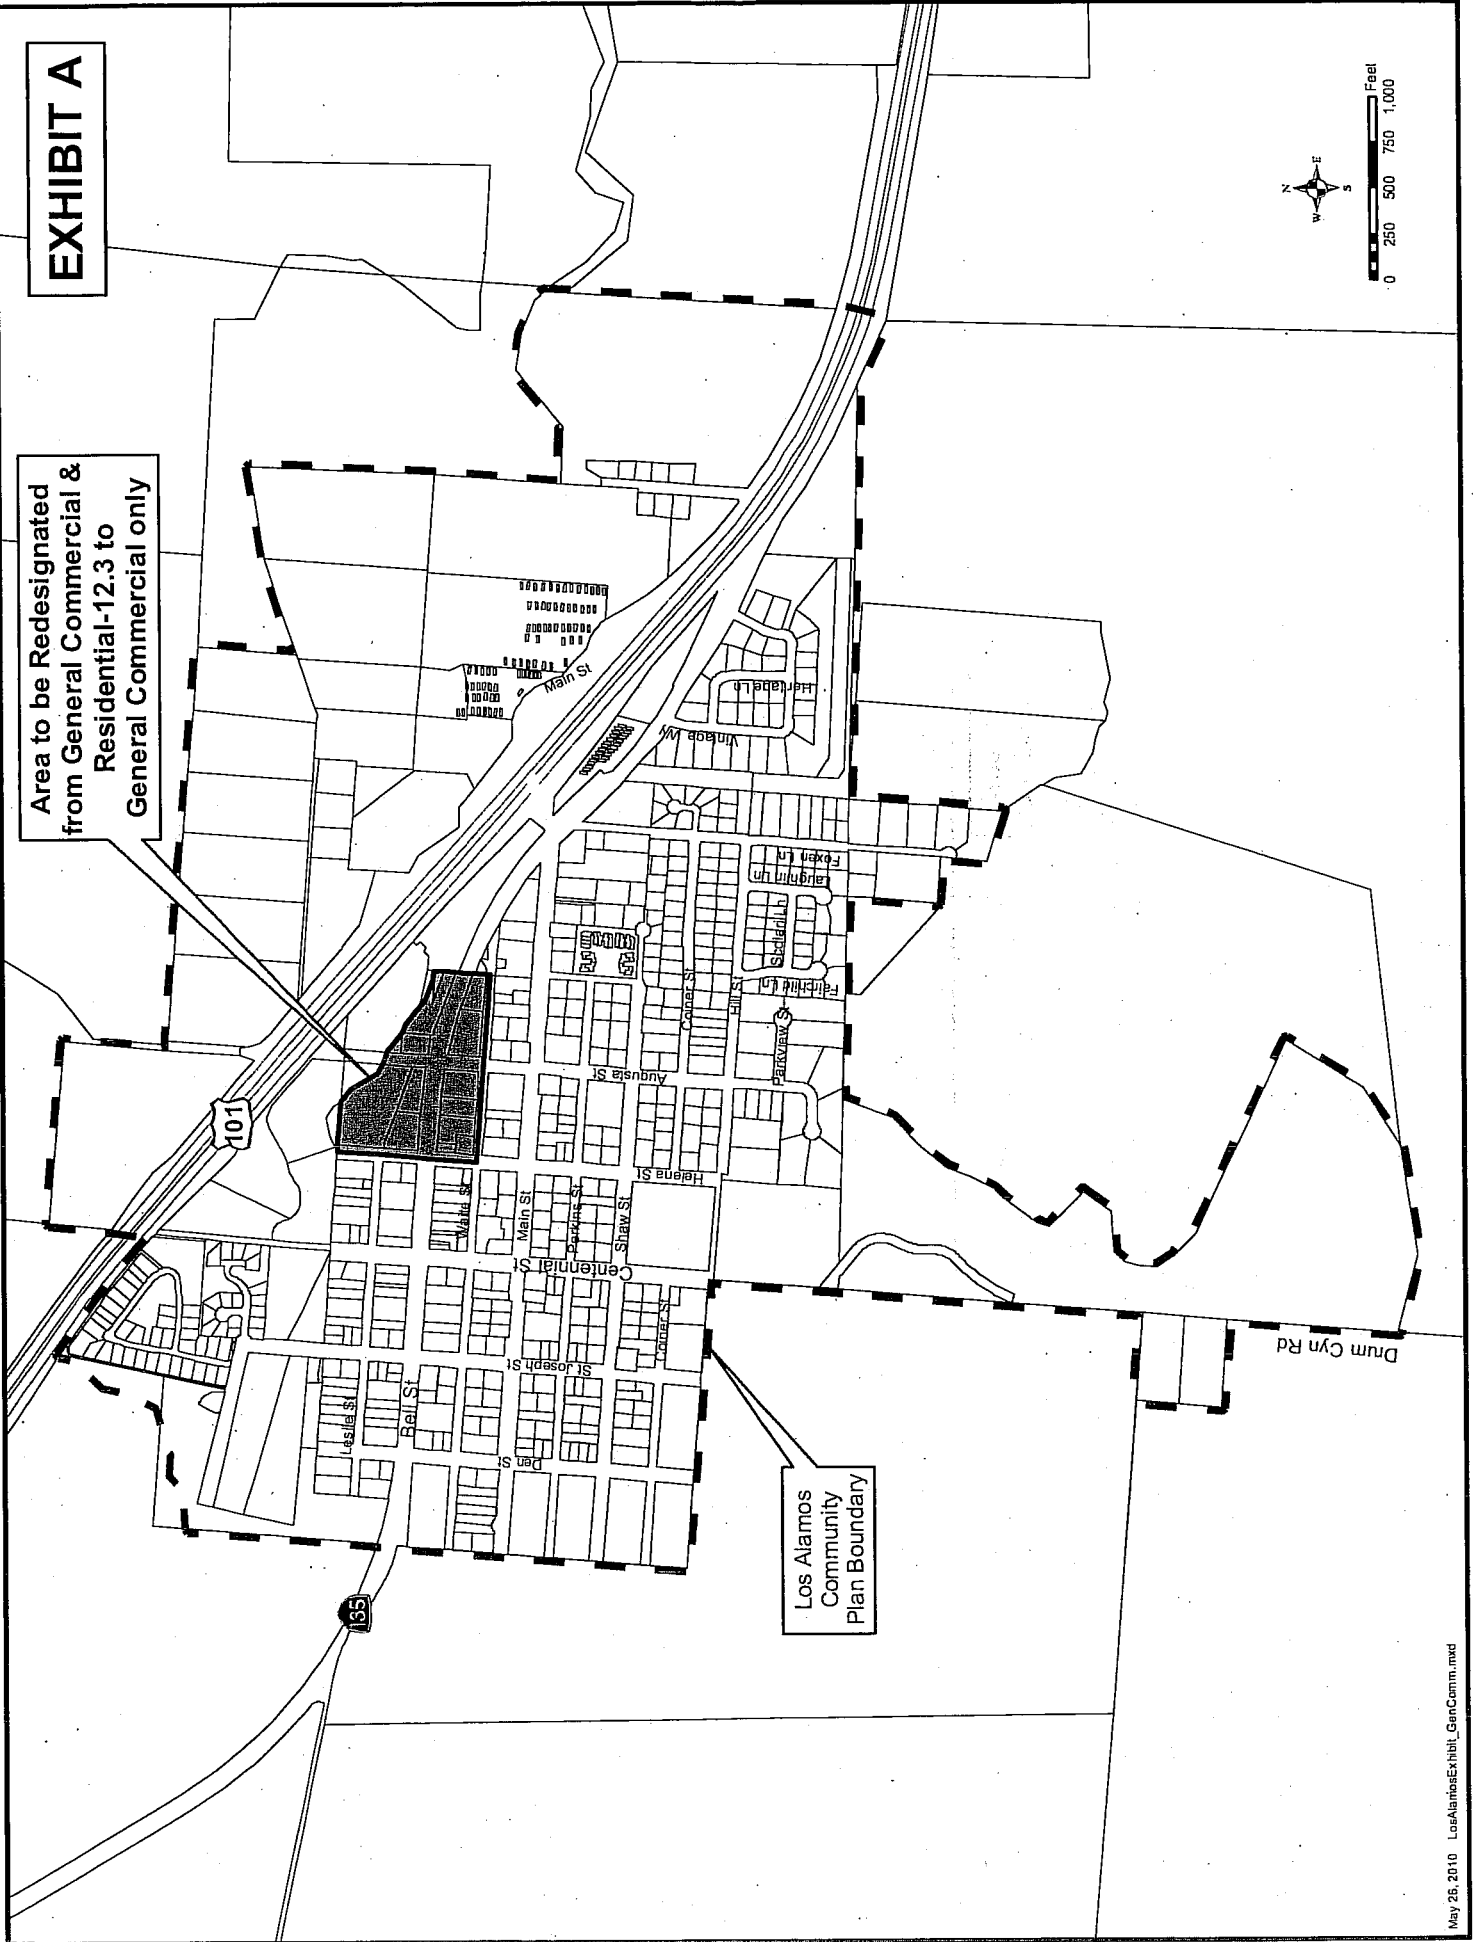 EXHIBIT A
Area to be Redesignated
from General Commercial &
Residential-12.3 to
General Commercial only
101
135
Main St
Heritage Ln
Vintage Wy
Foxen Ln
Laughlin Ln
Fairchild Ln
Coiner St
Hill St
Parkview St
Augusta St
Helena St
Waite St
Main St
Perkins St
Shaw St
Centennial St
Coiner St
St Joseph St
Leslie St
Bell St
Den St
Drum Cyn Rd
Los Alamos
Community
Plan Boundary
N
W
E
S
0 250 500 750 1,000
Feet
May 26, 2010 LosAlamosExhibit_GenComm.mxd